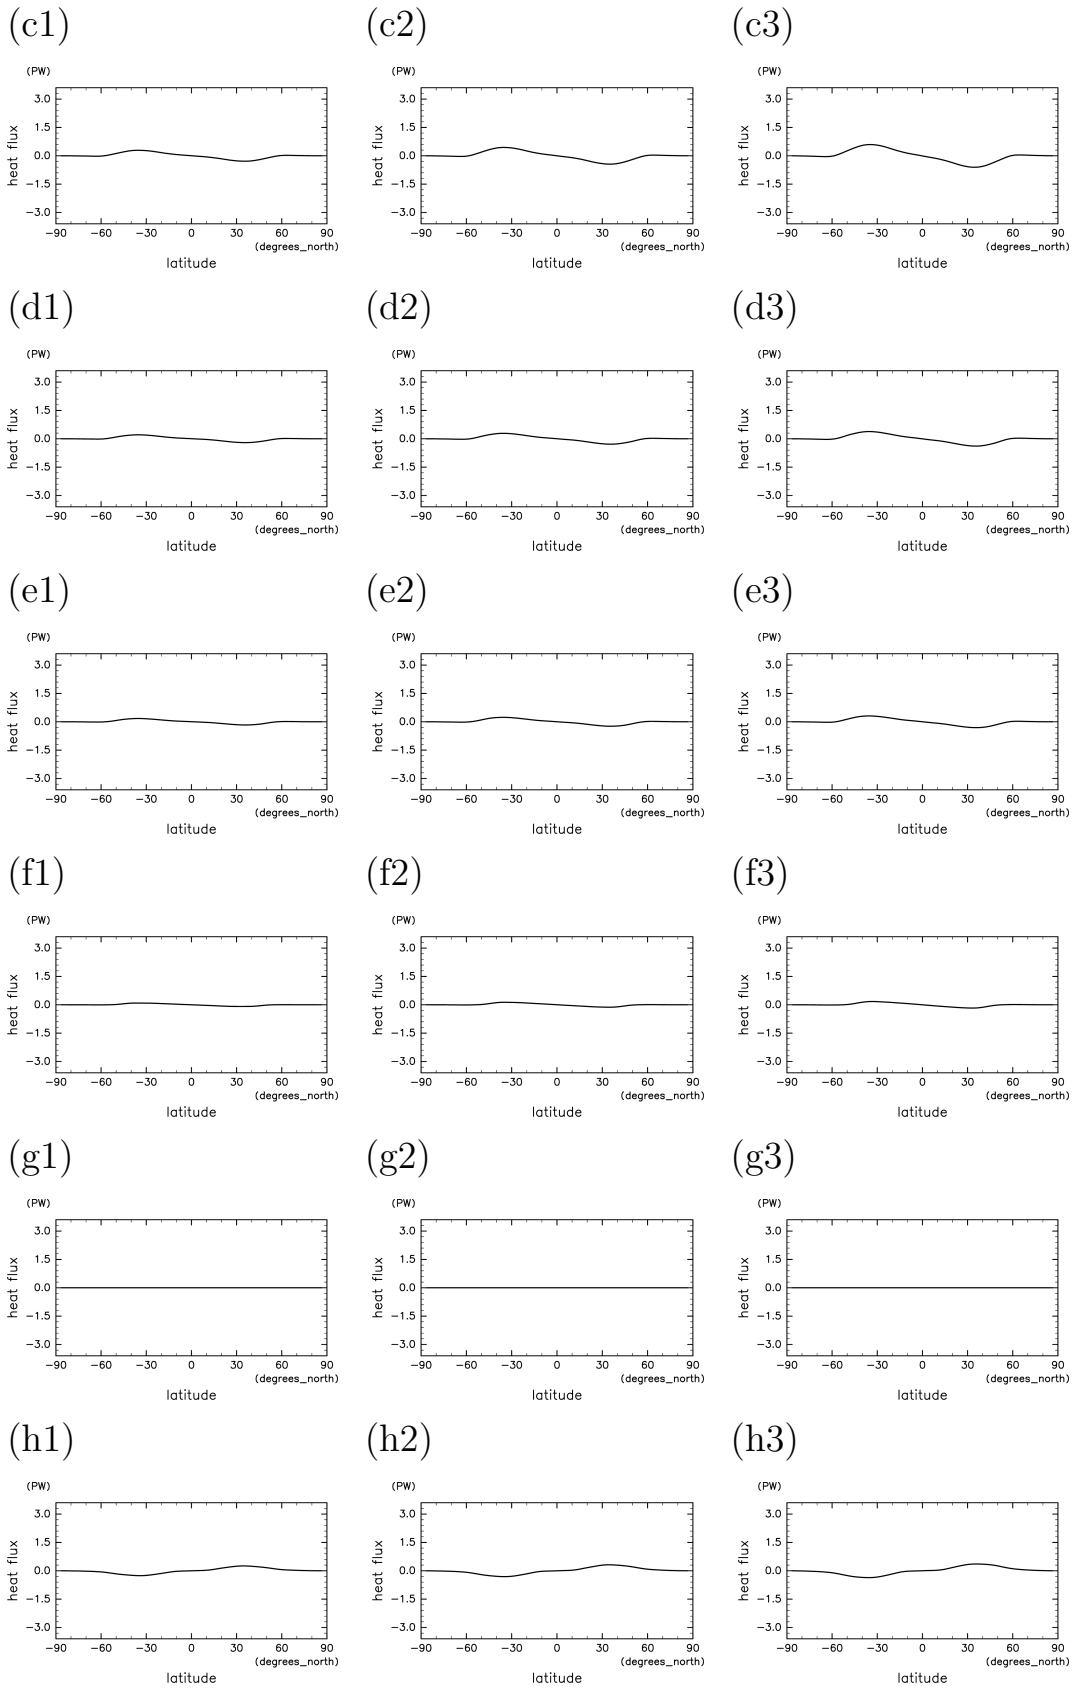 (c1) (c2) (c3)
(PW) (PW) (PW)
3.0 3.0 3.0
1.5 1.5 1.5
0.0 0.0 0.0
−1.5 −1.5 −1.5
−3.0 −3.0 −3.0
heat flux heat flux heat flux
−90 −60 −30 0 30 60 90 −90 −60 −30 0 30 60 90 −90 −60 −30 0 30 60 90
(degrees_north) (degrees_north) (degrees_north)
latitude latitude latitude
(d1) (d2) (d3)
(PW) (PW) (PW)
3.0 3.0 3.0
1.5 1.5 1.5
0.0 0.0 0.0
−1.5 −1.5 −1.5
−3.0 −3.0 −3.0
heat flux heat flux heat flux
−90 −60 −30 0 30 60 90 −90 −60 −30 0 30 60 90 −90 −60 −30 0 30 60 90
(degrees_north) (degrees_north) (degrees_north)
latitude latitude latitude
(e1) (e2) (e3)
(PW) (PW) (PW)
3.0 3.0 3.0
1.5 1.5 1.5
0.0 0.0 0.0
−1.5 −1.5 −1.5
−3.0 −3.0 −3.0
heat flux heat flux heat flux
−90 −60 −30 0 30 60 90 −90 −60 −30 0 30 60 90 −90 −60 −30 0 30 60 90
(degrees_north) (degrees_north) (degrees_north)
latitude latitude latitude
(f1) (f2) (f3)
(PW) (PW) (PW)
3.0 3.0 3.0
1.5 1.5 1.5
0.0 0.0 0.0
−1.5 −1.5 −1.5
−3.0 −3.0 −3.0
heat flux heat flux heat flux
−90 −60 −30 0 30 60 90 −90 −60 −30 0 30 60 90 −90 −60 −30 0 30 60 90
(degrees_north) (degrees_north) (degrees_north)
latitude latitude latitude
(g1) (g2) (g3)
(PW) (PW) (PW)
3.0 3.0 3.0
1.5 1.5 1.5
0.0 0.0 0.0
−1.5 −1.5 −1.5
−3.0 −3.0 −3.0
heat flux heat flux heat flux
−90 −60 −30 0 30 60 90 −90 −60 −30 0 30 60 90 −90 −60 −30 0 30 60 90
(degrees_north) (degrees_north) (degrees_north)
latitude latitude latitude
(h1) (h2) (h3)
(PW) (PW) (PW)
3.0 3.0 3.0
1.5 1.5 1.5
0.0 0.0 0.0
−1.5 −1.5 −1.5
−3.0 −3.0 −3.0
heat flux heat flux heat flux
−90 −60 −30 0 30 60 90 −90 −60 −30 0 30 60 90 −90 −60 −30 0 30 60 90
(degrees_north) (degrees_north) (degrees_north)
latitude latitude latitude